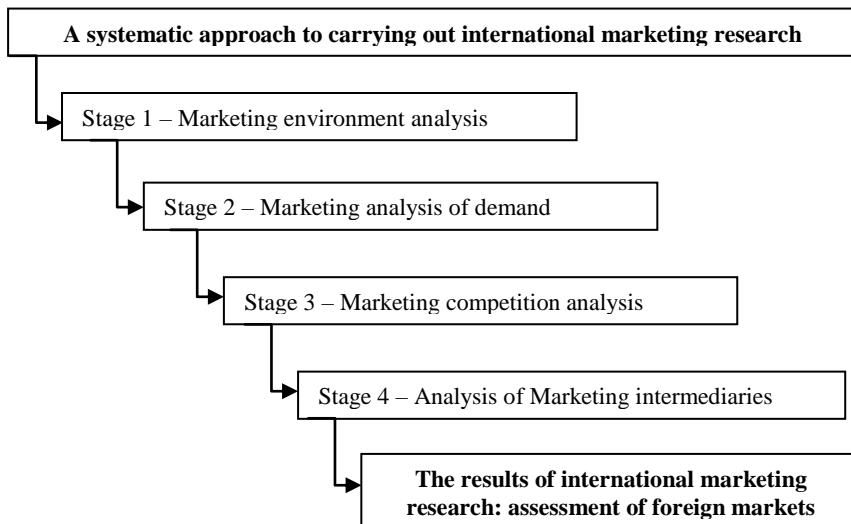 A systematic approach to carrying out international marketing research
Stage 1 – Marketing environment analysis
Stage 2 – Marketing analysis of demand
Stage 3 – Marketing competition analysis
Stage 4 – Analysis of Marketing intermediaries
The results of international marketing
research: assessment of foreign markets